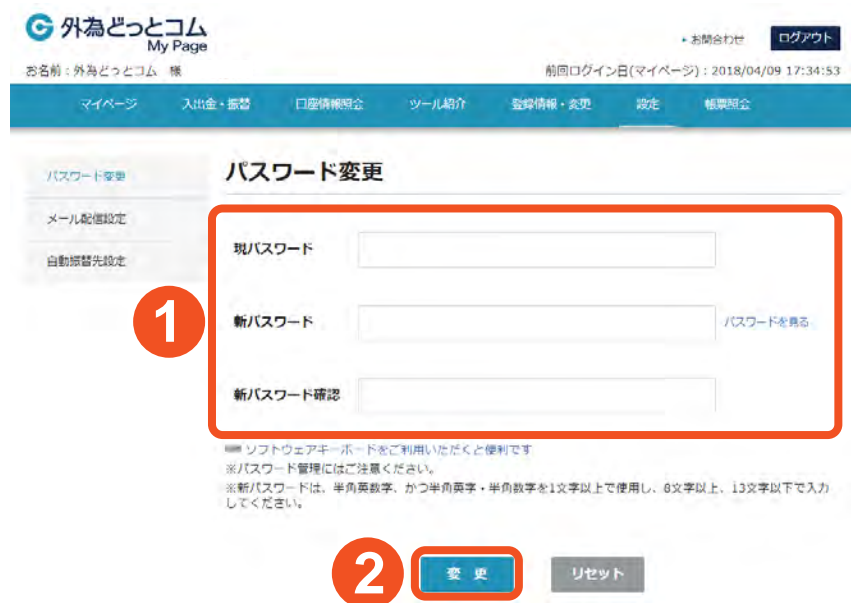 外為どっとコム
My Page
お問合わせ
ログアウト
お名前：外為どっとコム 様
前回ログイン日(マイページ)：2018/04/09 17:34:53
マイページ 入出金・振替 口座情報照会 ツール紹介 登録情報・変更 設定 帳票照会
パスワード変更
メール配信設定
自動振替先設定
パスワード変更
1
現パスワード
新パスワード
パスワードを見る
新パスワード確認
ソフトウェアキーボードをご利用いただくと便利です
※パスワード管理にはご注意ください。
※新パスワードは、半角英数字、かつ半角英字・半角数字を1文字以上で使用し、8文字以上、13文字以下で入力
してください。
2
変 更
リセット